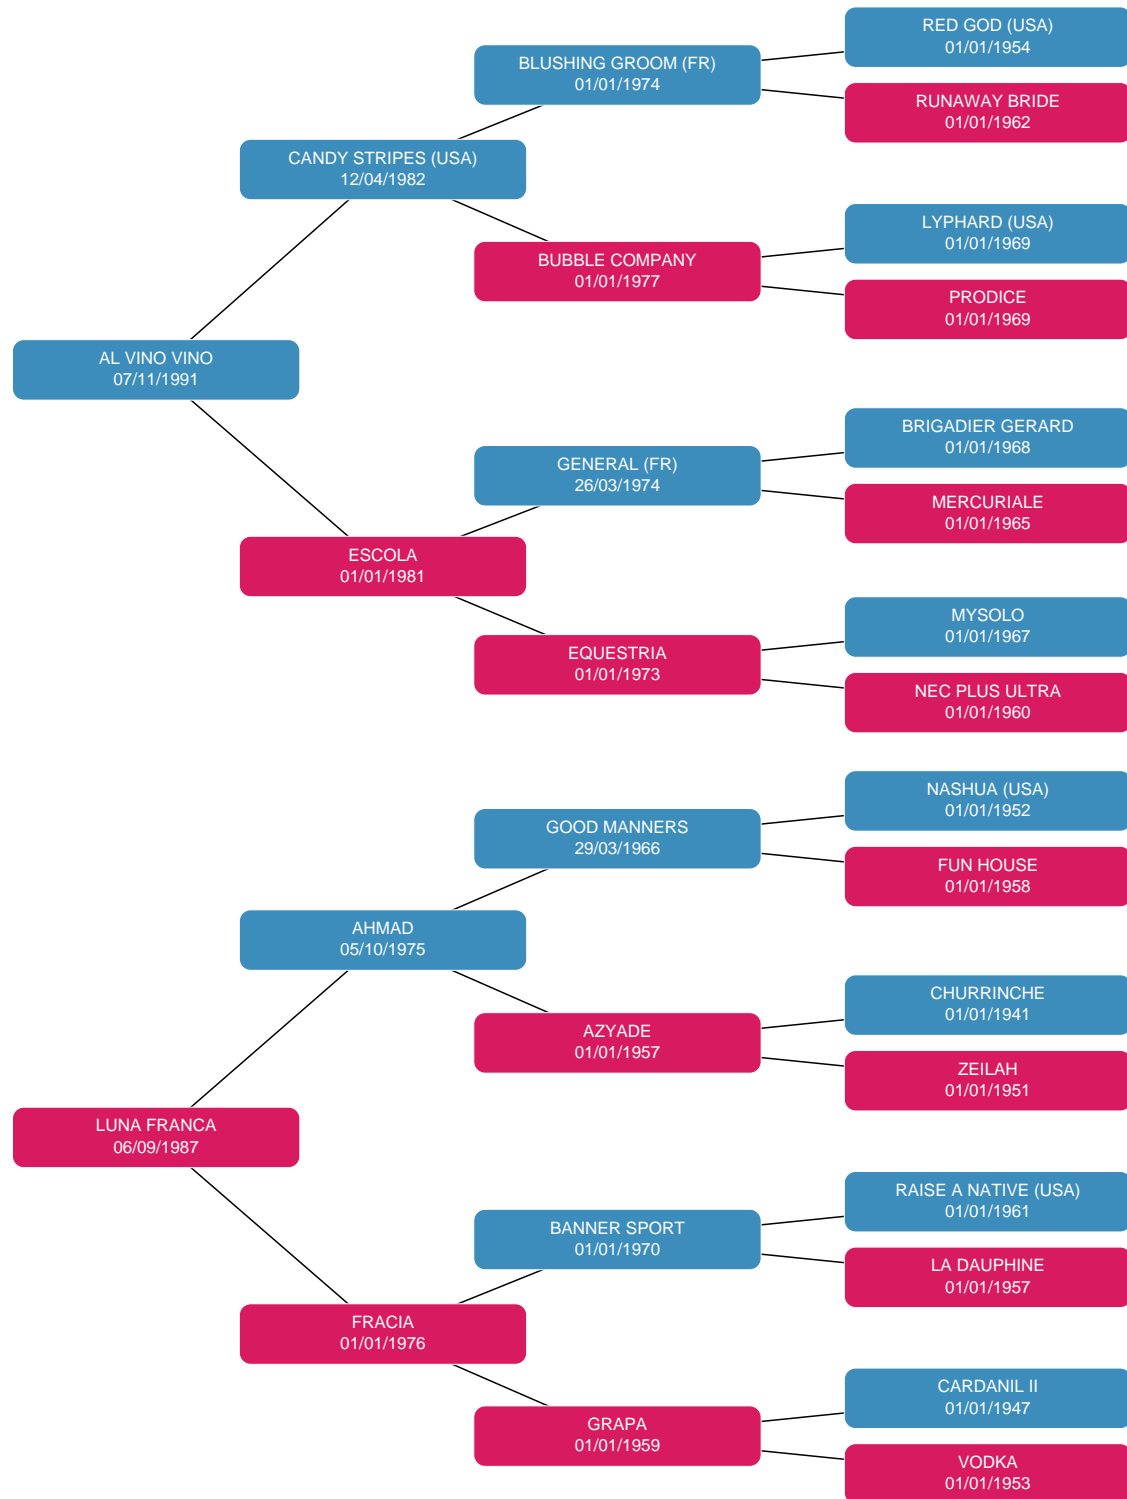 RED GOD (USA)
01/01/1954
BLUSHING GROOM (FR)
01/01/1974
RUNAWAY BRIDE
01/01/1962
CANDY STRIPES (USA)
12/04/1982
LYPHARD (USA)
01/01/1969
BUBBLE COMPANY
01/01/1977
PRODICE
01/01/1969
AL VINO VINO
07/11/1991
BRIGADIER GERARD
01/01/1968
GENERAL (FR)
26/03/1974
MERCURIALE
01/01/1965
ESCOLA
01/01/1981
MYSOLO
01/01/1967
EQUESTRIA
01/01/1973
NEC PLUS ULTRA
01/01/1960
NASHUA (USA)
01/01/1952
GOOD MANNERS
29/03/1966
FUN HOUSE
01/01/1958
AHMAD
05/10/1975
CHURRINCHE
01/01/1941
AZYADE
01/01/1957
ZEILAH
01/01/1951
LUNA FRANCA
06/09/1987
RAISE A NATIVE (USA)
01/01/1961
BANNER SPORT
01/01/1970
LA DAUPHINE
01/01/1957
FRACIA
01/01/1976
CARDANIL II
01/01/1947
GRAPA
01/01/1959
VODKA
01/01/1953